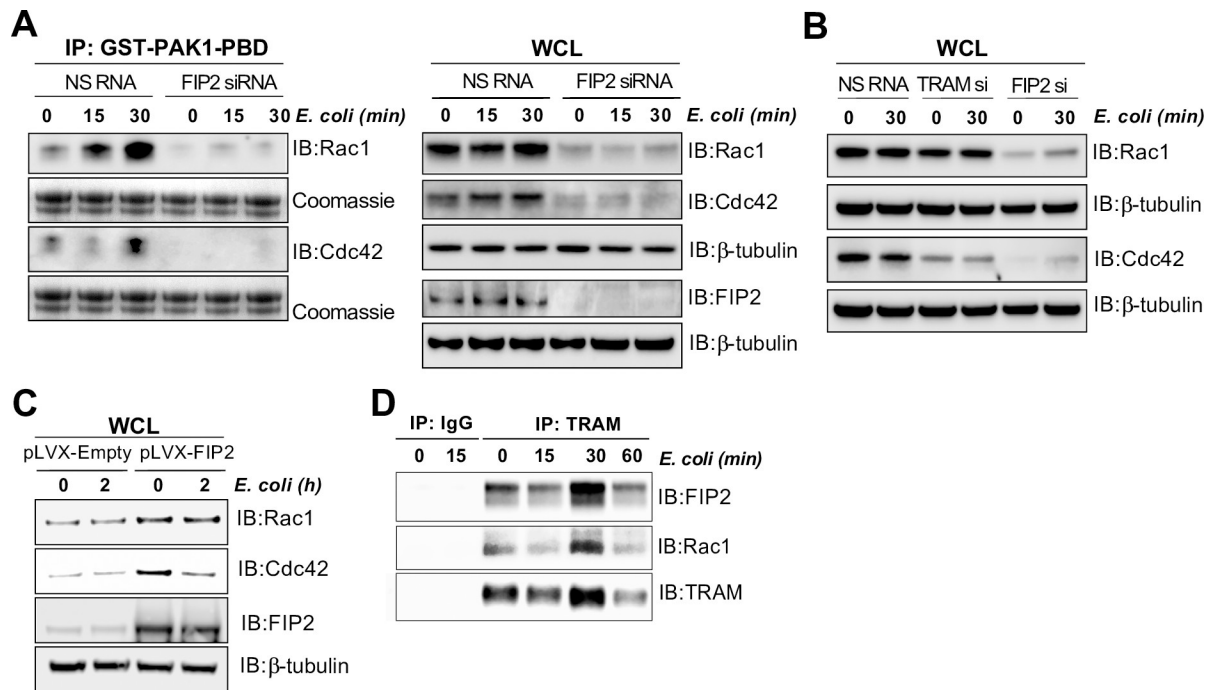 A
IP: GST-PAK1-PBD
NS RNA FIP2 siRNA
0 15 30 0 15 30 E. coli (min)
IB:Rac1
Coomassie
IB:Cdc42
Coomassie
WCL
NS RNA FIP2 siRNA
0 15 30 0 15 30 E. coli (min)
IB:Rac1
IB:Cdc42
IB:β-tubulin
IB:FIP2
IB:β-tubulin
B
WCL
NS RNA TRAM si FIP2 si
0 30 0 30 0 30 E. coli (min)
IB:Rac1
IB:β-tubulin
IB:Cdc42
IB:β-tubulin
C
WCL
pLVX-Empty pLVX-FIP2
0 2 0 2 E. coli (h)
IB:Rac1
IB:Cdc42
IB:FIP2
IB:β-tubulin
D
IP: IgG IP: TRAM
0 15 0 15 30 60 E. coli (min)
IB:FIP2
IB:Rac1
IB:TRAM